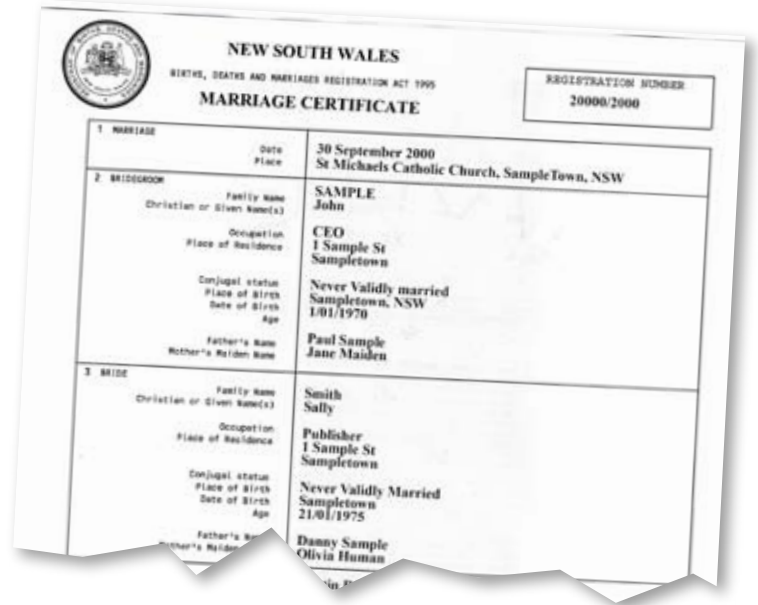 NEW SOUTH WALES
BIRTHS, DEATHS AND MARRIAGES REGISTRATION ACT 1995
MARRIAGE CERTIFICATE
REGISTRATION NUMBER
20000/2000
1 MARRIAGE
Date 30 September 2000
Place St Michaels Catholic Church, SampleTown, NSW
2 BRIDEGROOM
Family Name SAMPLE
Christian or Given Name(s) John
Occupation CEO
Place of Residence 1 Sample St
Sampletown
Conjugal status Never Validly married
Place of Birth Sampletown, NSW
Date of Birth 1/01/1970
Age
Father's Name Paul Sample
Mother's Maiden Name Jane Maiden
3 BRIDE
Family Name Smith
Christian or Given Name(s) Sally
Occupation Publisher
Place of Residence 1 Sample St
Sampletown
Conjugal status Never Validly Married
Place of Birth Sampletown
Date of Birth 21/01/1975
Age
Father's Danny Sample
Maiden Olivia Human